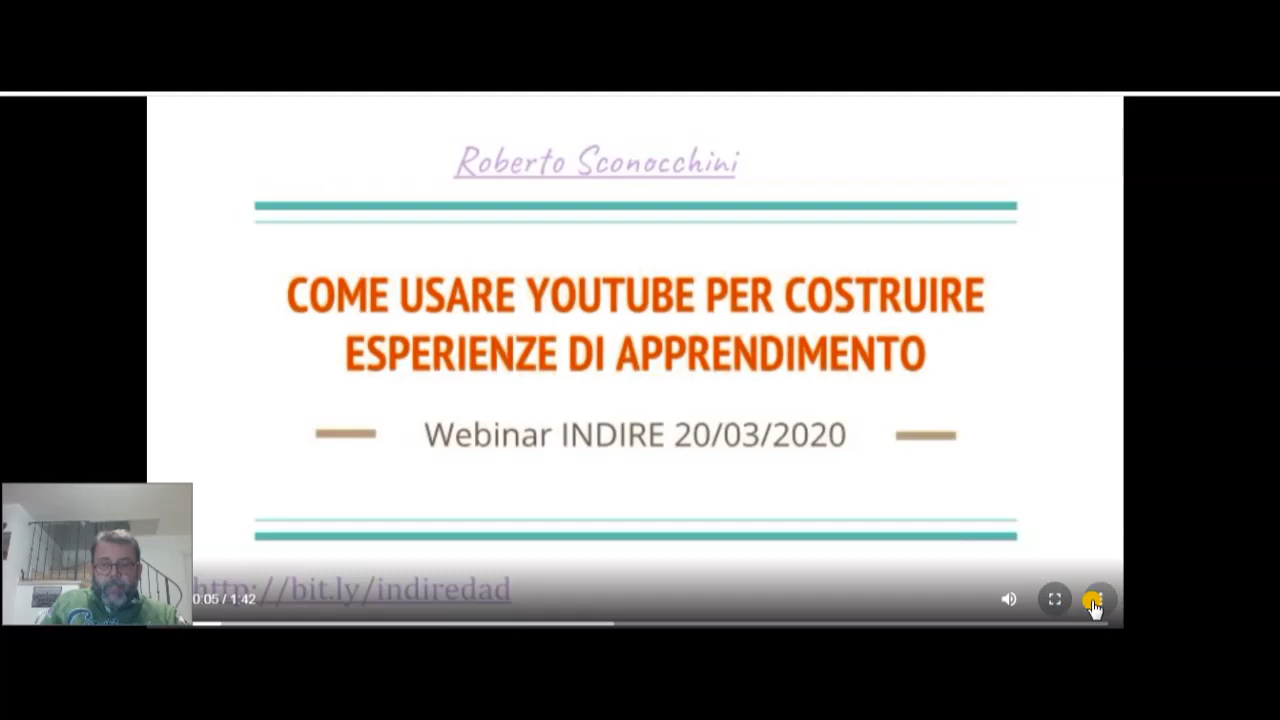 Roberto Sconocchini
COME USARE YOUTUBE PER COSTRUIRE
ESPERIENZE DI APPRENDIMENTO
Webinar INDIRE 20/03/2020
http://bit.ly/indiredad
0:05 / 1:42